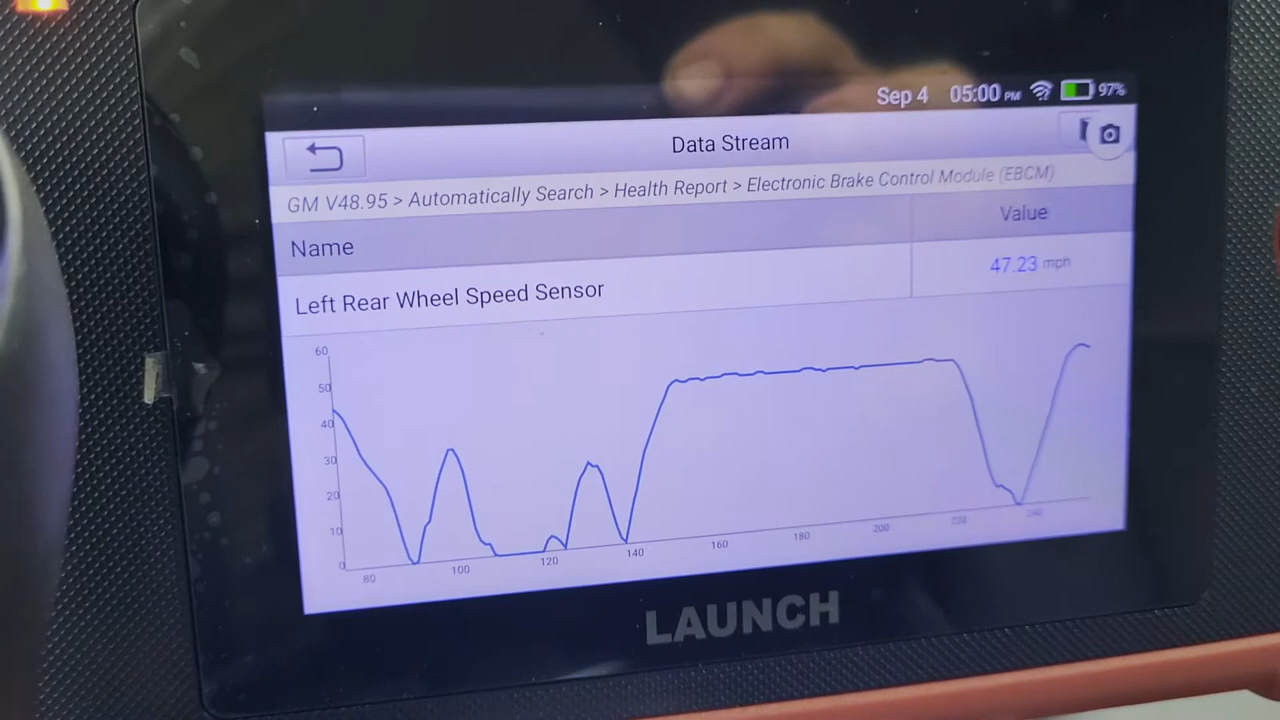 Sep 4 05:00 PM 97%
Data Stream
GM V48.95 > Automatically Search > Health Report > Electronic Brake Control Module (EBCM)
Name Value
Left Rear Wheel Speed Sensor 47.23 mph
60
50
40
30
20
10
0
80 100 120 140 160 180 200 220 240
LAUNCH